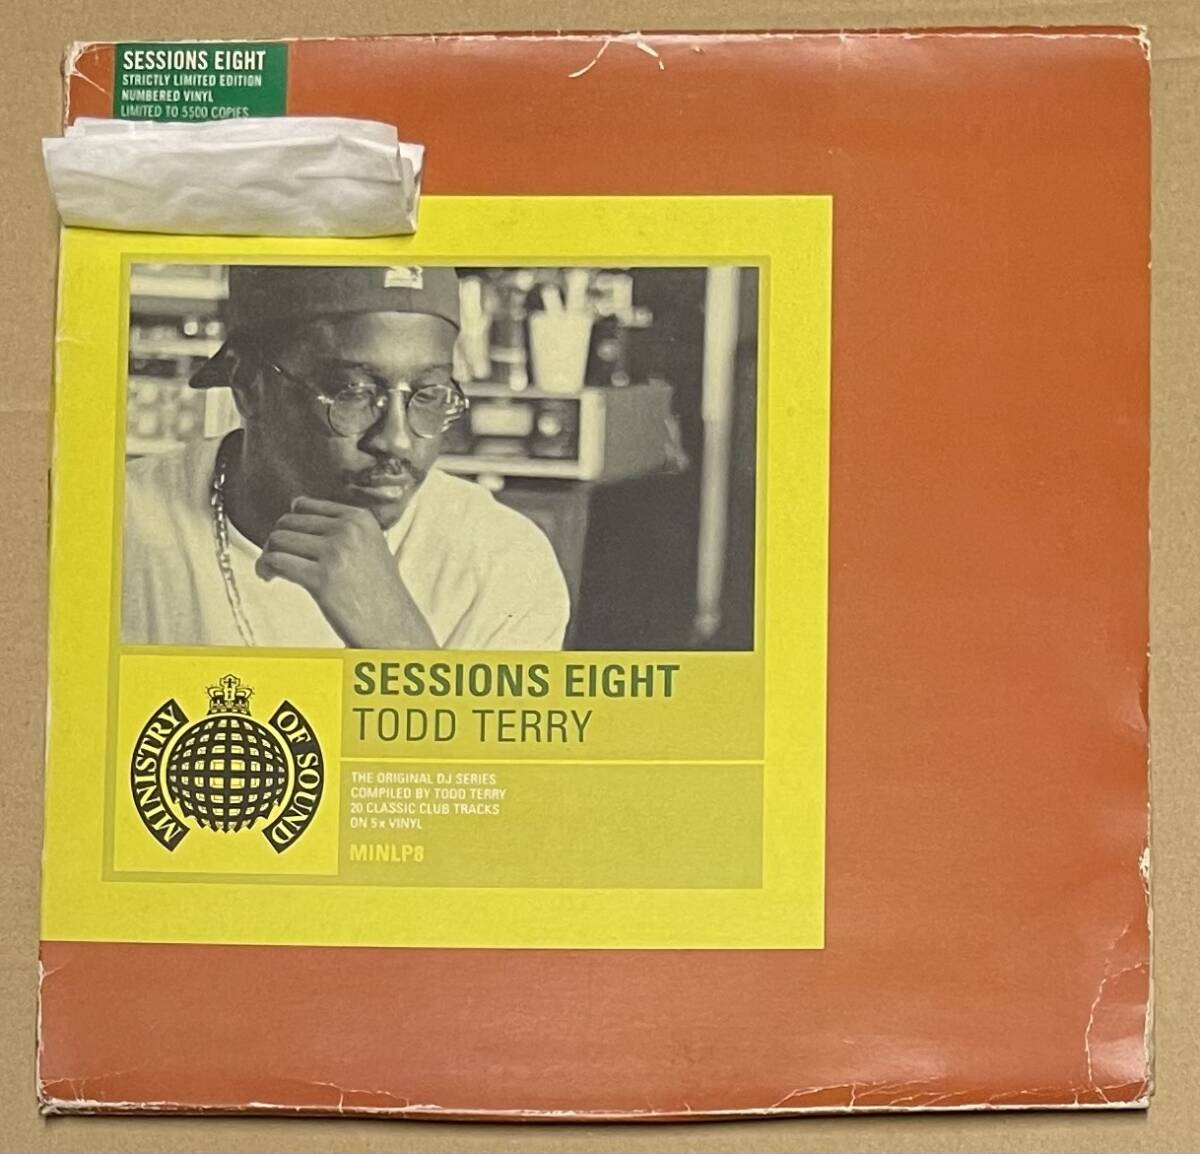 SESSIONS EIGHT
STRICTLY LIMITED EDITION
NUMBERED VINYL
LIMITED TO 5500 COPIES
SESSIONS EIGHT
TODD TERRY
MINISTRY OF SOUND
THE ORIGINAL DJ SERIES
COMPILED BY TODD TERRY
20 CLASSIC CLUB TRACKS
ON 5x VINYL
MINLP8